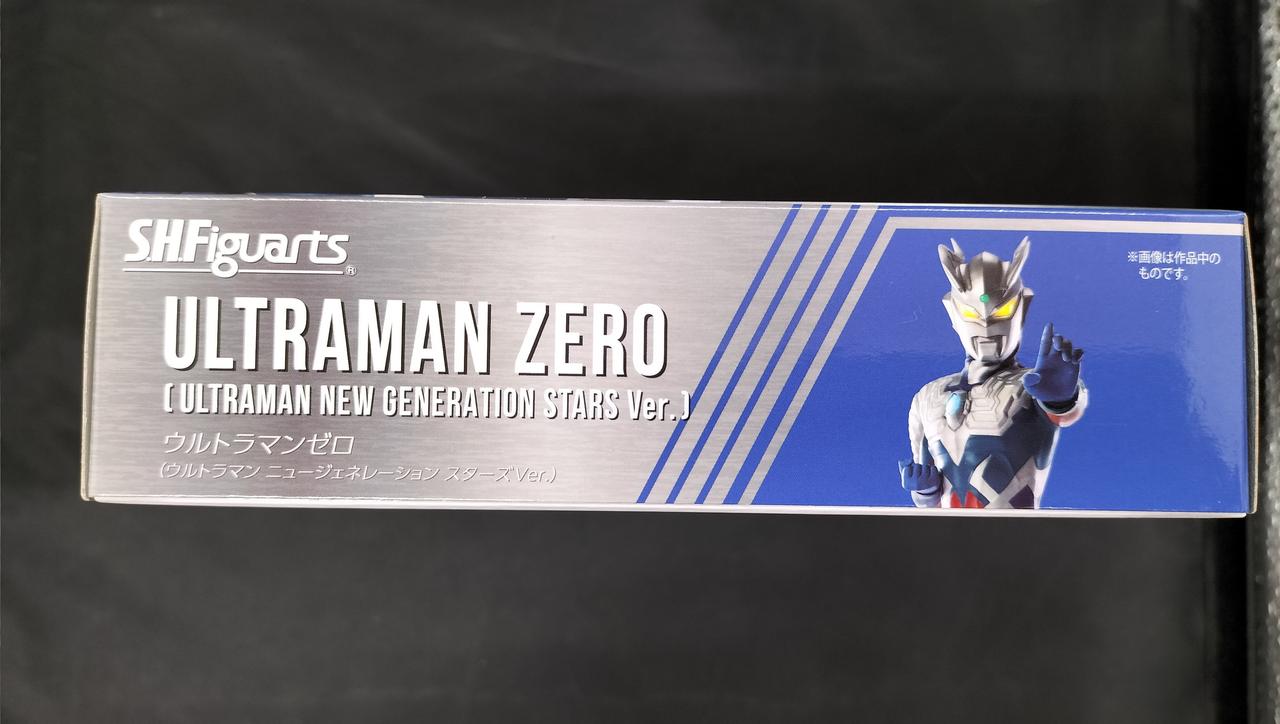 S.H.Figuarts®
ULTRAMAN ZERO
[ULTRAMAN NEW GENERATION STARS Ver.]
ウルトラマンゼロ
(ウルトラマン ニュージェネレーション スターズVer.)
※画像は作品中の
ものです。